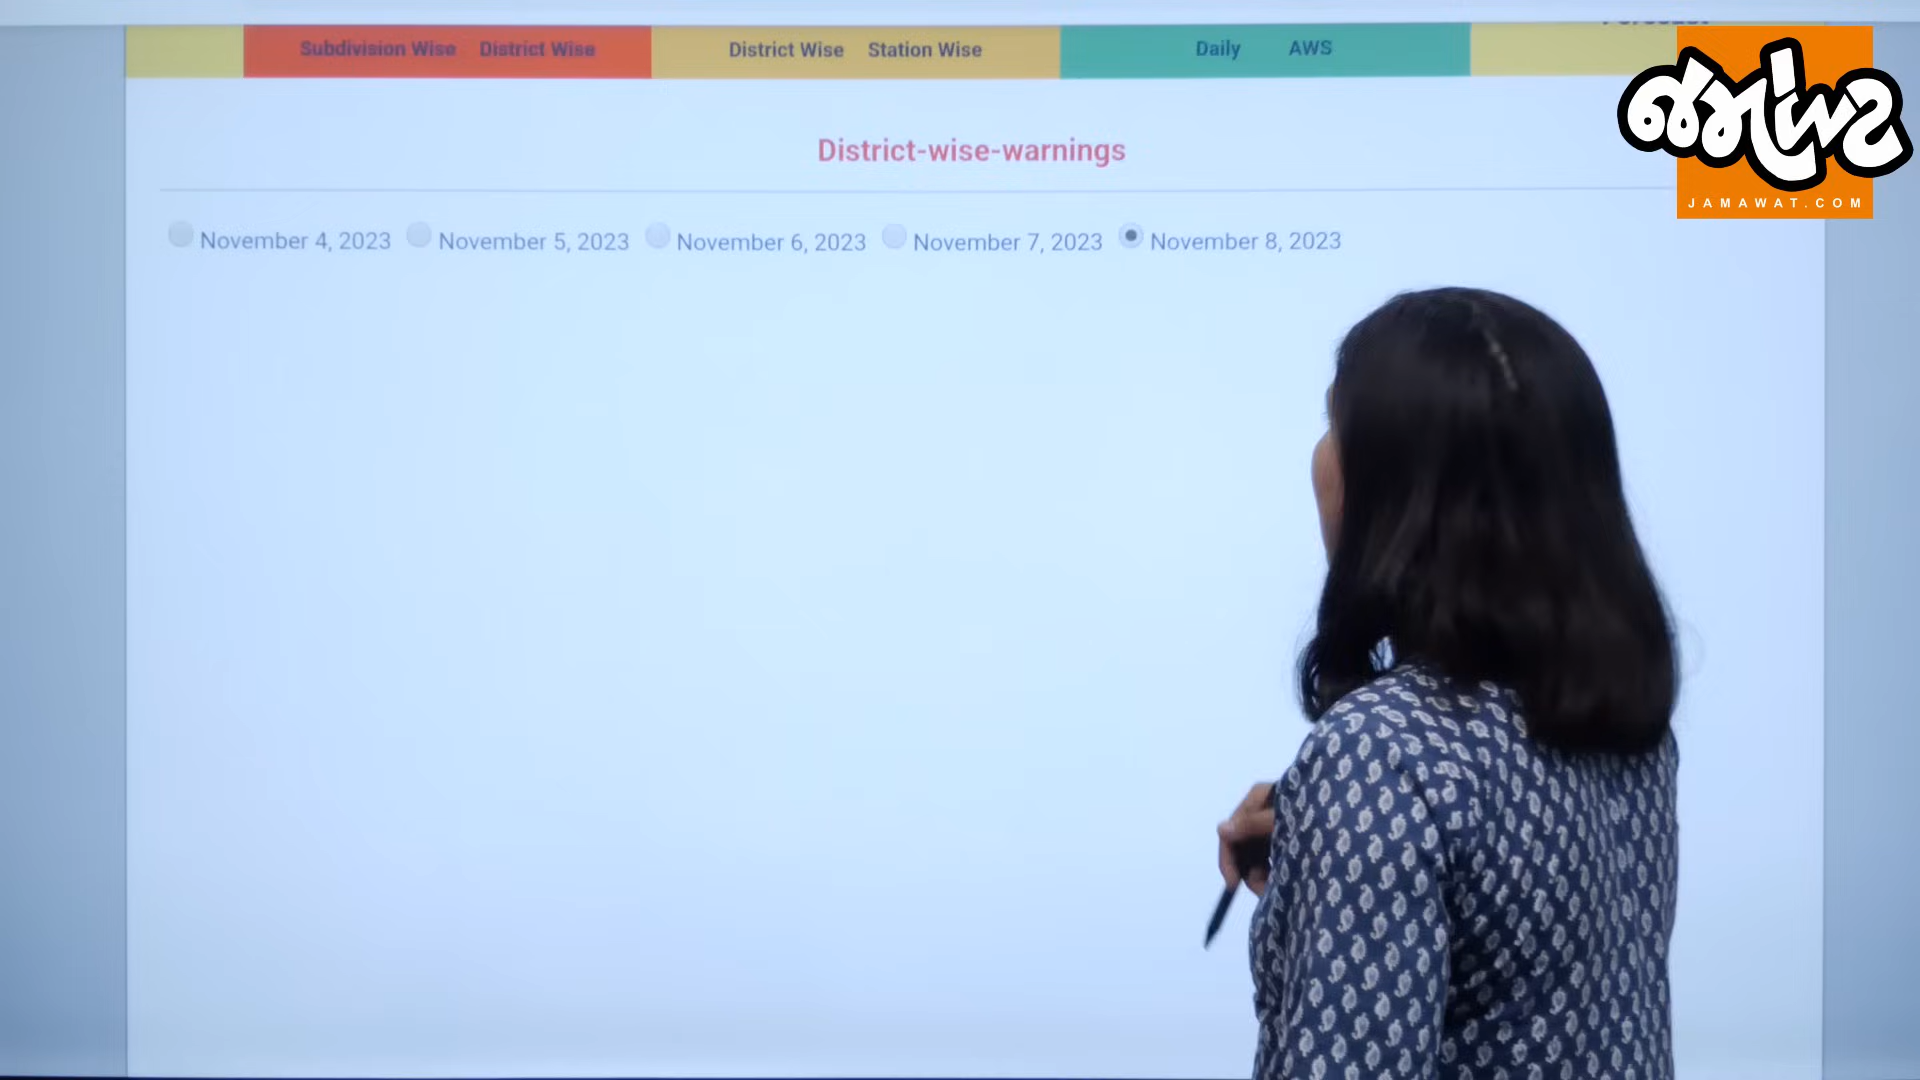 Subdivision Wise District Wise District Wise Station Wise Daily AWS
જમાવટ
JAMAWAT.COM
District-wise-warnings
November 4, 2023 November 5, 2023 November 6, 2023 November 7, 2023 November 8, 2023